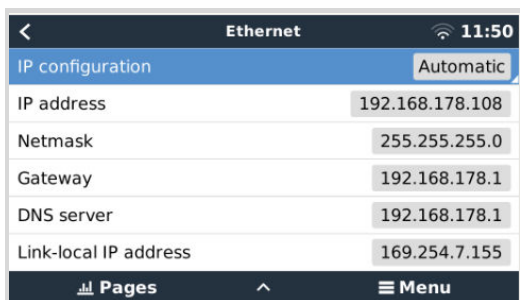 Ethernet 11:50
IP configuration Automatic
IP address 192.168.178.108
Netmask 255.255.255.0
Gateway 192.168.178.1
DNS server 192.168.178.1
Link-local IP address 169.254.7.155
Pages Menu